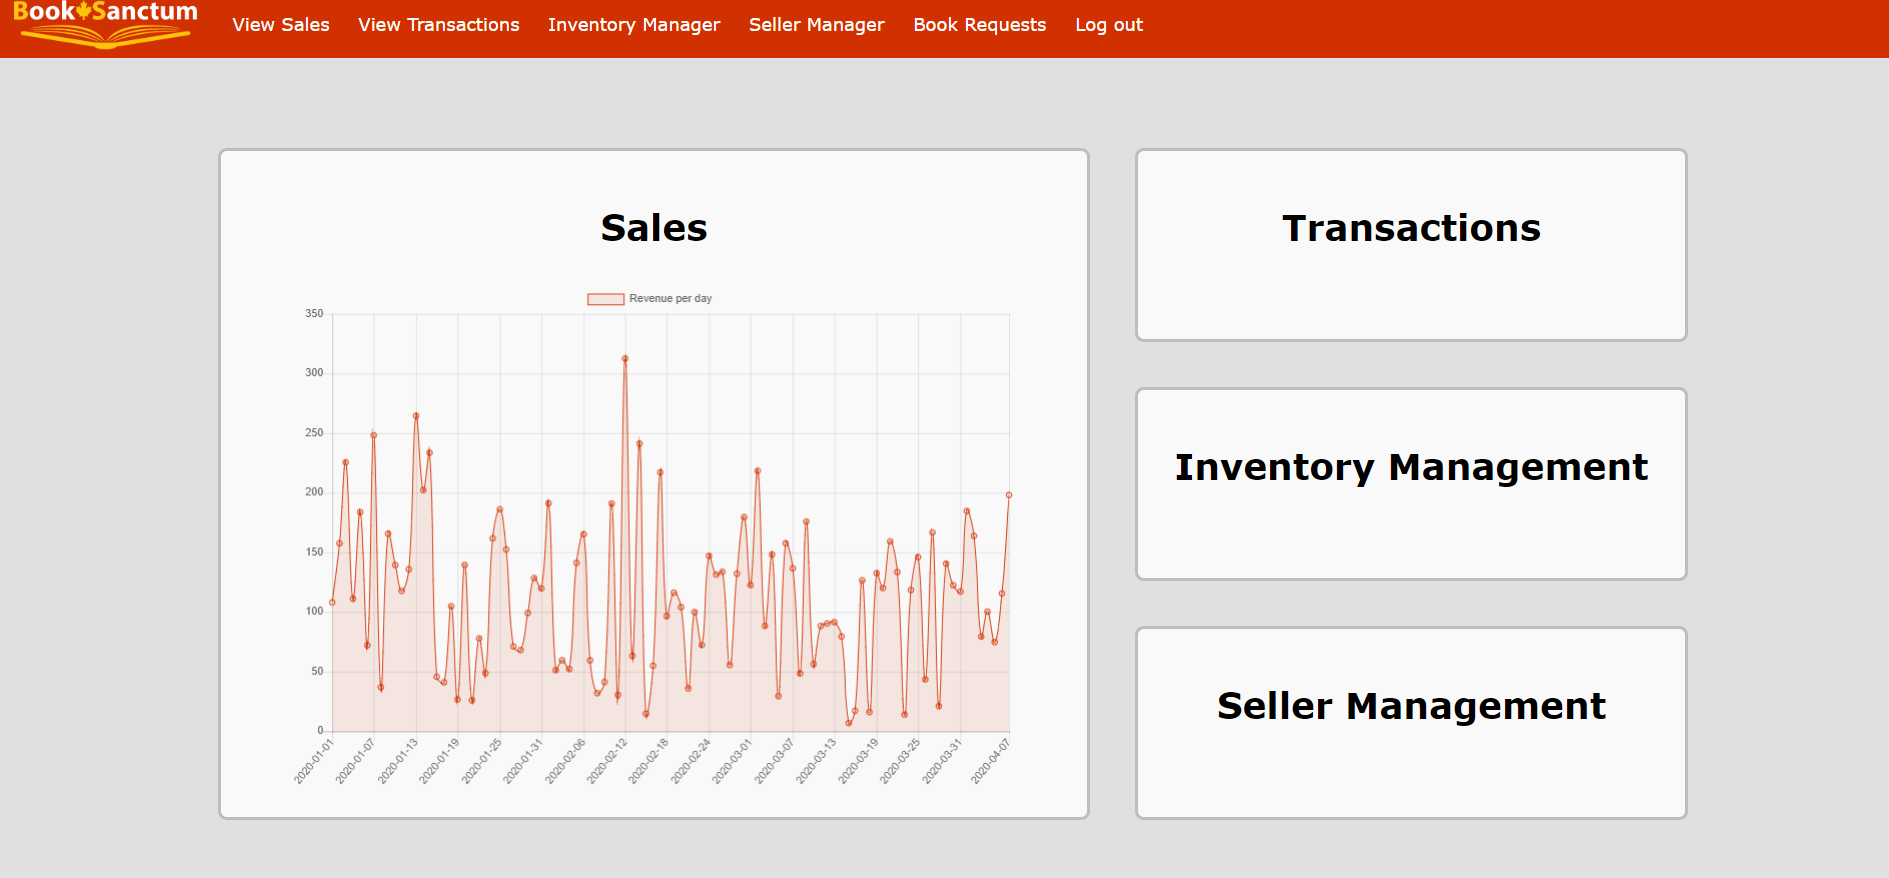 Book Sanctum
View Sales
View Transactions
Inventory Manager
Seller Manager
Book Requests
Log out
Sales
Revenue per day
350
300
250
200
150
100
50
0
2020-01-01
2020-01-07
2020-01-13
2020-01-19
2020-01-25
2020-01-31
2020-02-06
2020-02-12
2020-02-18
2020-02-24
2020-03-01
2020-03-07
2020-03-13
2020-03-19
2020-03-25
2020-03-31
2020-04-07
Transactions
Inventory Management
Seller Management